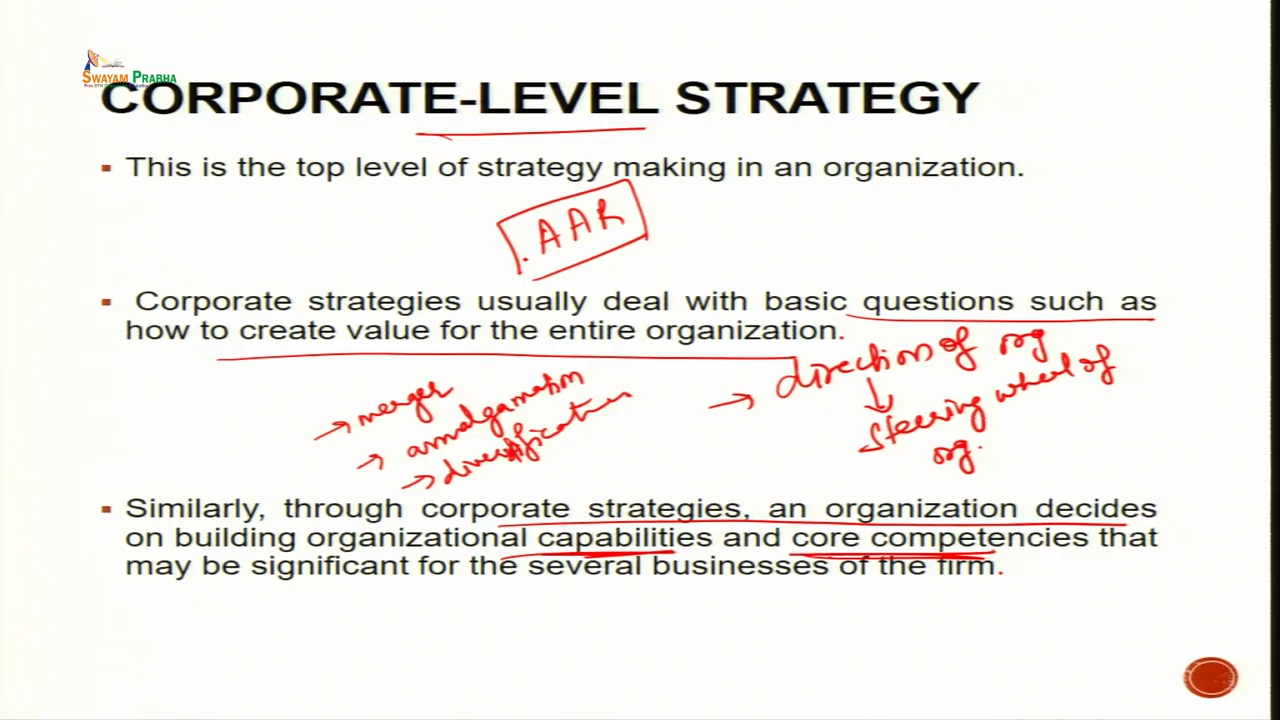 SWAYAM PRABHA
CORPORATE-LEVEL STRATEGY
▪ This is the top level of strategy making in an organization.
.AAR
▪ Corporate strategies usually deal with basic questions such as
how to create value for the entire organization.
→ direction of org
↓
steering wheel of
org.
→ merger
→ amalgamation
→ diversification
▪ Similarly, through corporate strategies, an organization decides
on building organizational capabilities and core competencies that
may be significant for the several businesses of the firm.